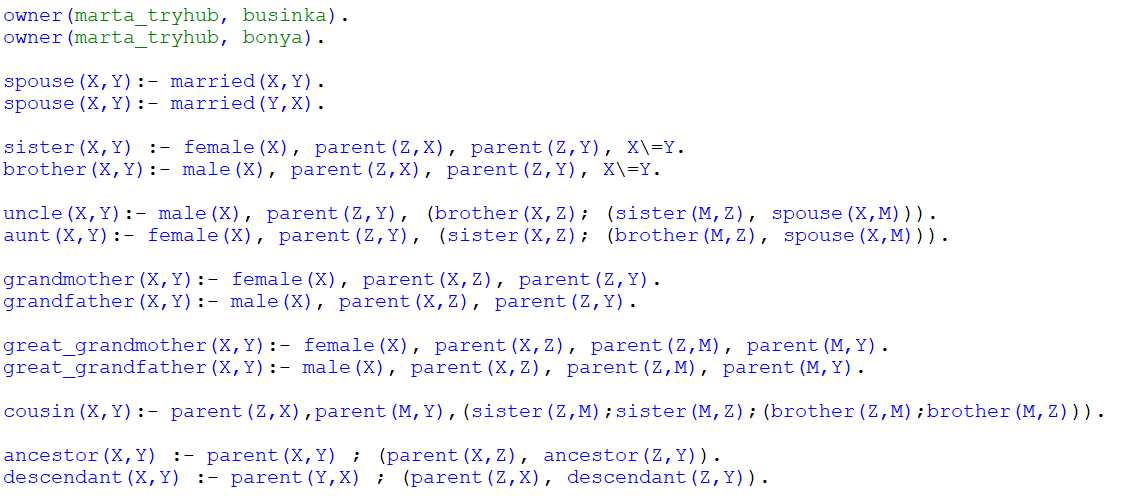 owner(marta_tryhub, businka).
owner(marta_tryhub, bonya).
spouse(X,Y):- married(X,Y).
spouse(X,Y):- married(Y,X).
sister(X,Y) :- female(X), parent(Z,X), parent(Z,Y), X\=Y.
brother(X,Y):- male(X), parent(Z,X), parent(Z,Y), X\=Y.
uncle(X,Y):- male(X), parent(Z,Y), (brother(X,Z); (sister(M,Z), spouse(X,M))).
aunt(X,Y):- female(X), parent(Z,Y), (sister(X,Z); (brother(M,Z), spouse(X,M))).
grandmother(X,Y):- female(X), parent(X,Z), parent(Z,Y).
grandfather(X,Y):- male(X), parent(X,Z), parent(Z,Y).
great_grandmother(X,Y):- female(X), parent(X,Z), parent(Z,M), parent(M,Y).
great_grandfather(X,Y):- male(X), parent(X,Z), parent(Z,M), parent(M,Y).
cousin(X,Y):- parent(Z,X),parent(M,Y),(sister(Z,M);sister(M,Z);(brother(Z,M);brother(M,Z))).
ancestor(X,Y) :- parent(X,Y) ; (parent(X,Z), ancestor(Z,Y)).
descendant(X,Y) :- parent(Y,X) ; (parent(Z,X), descendant(Z,Y)).